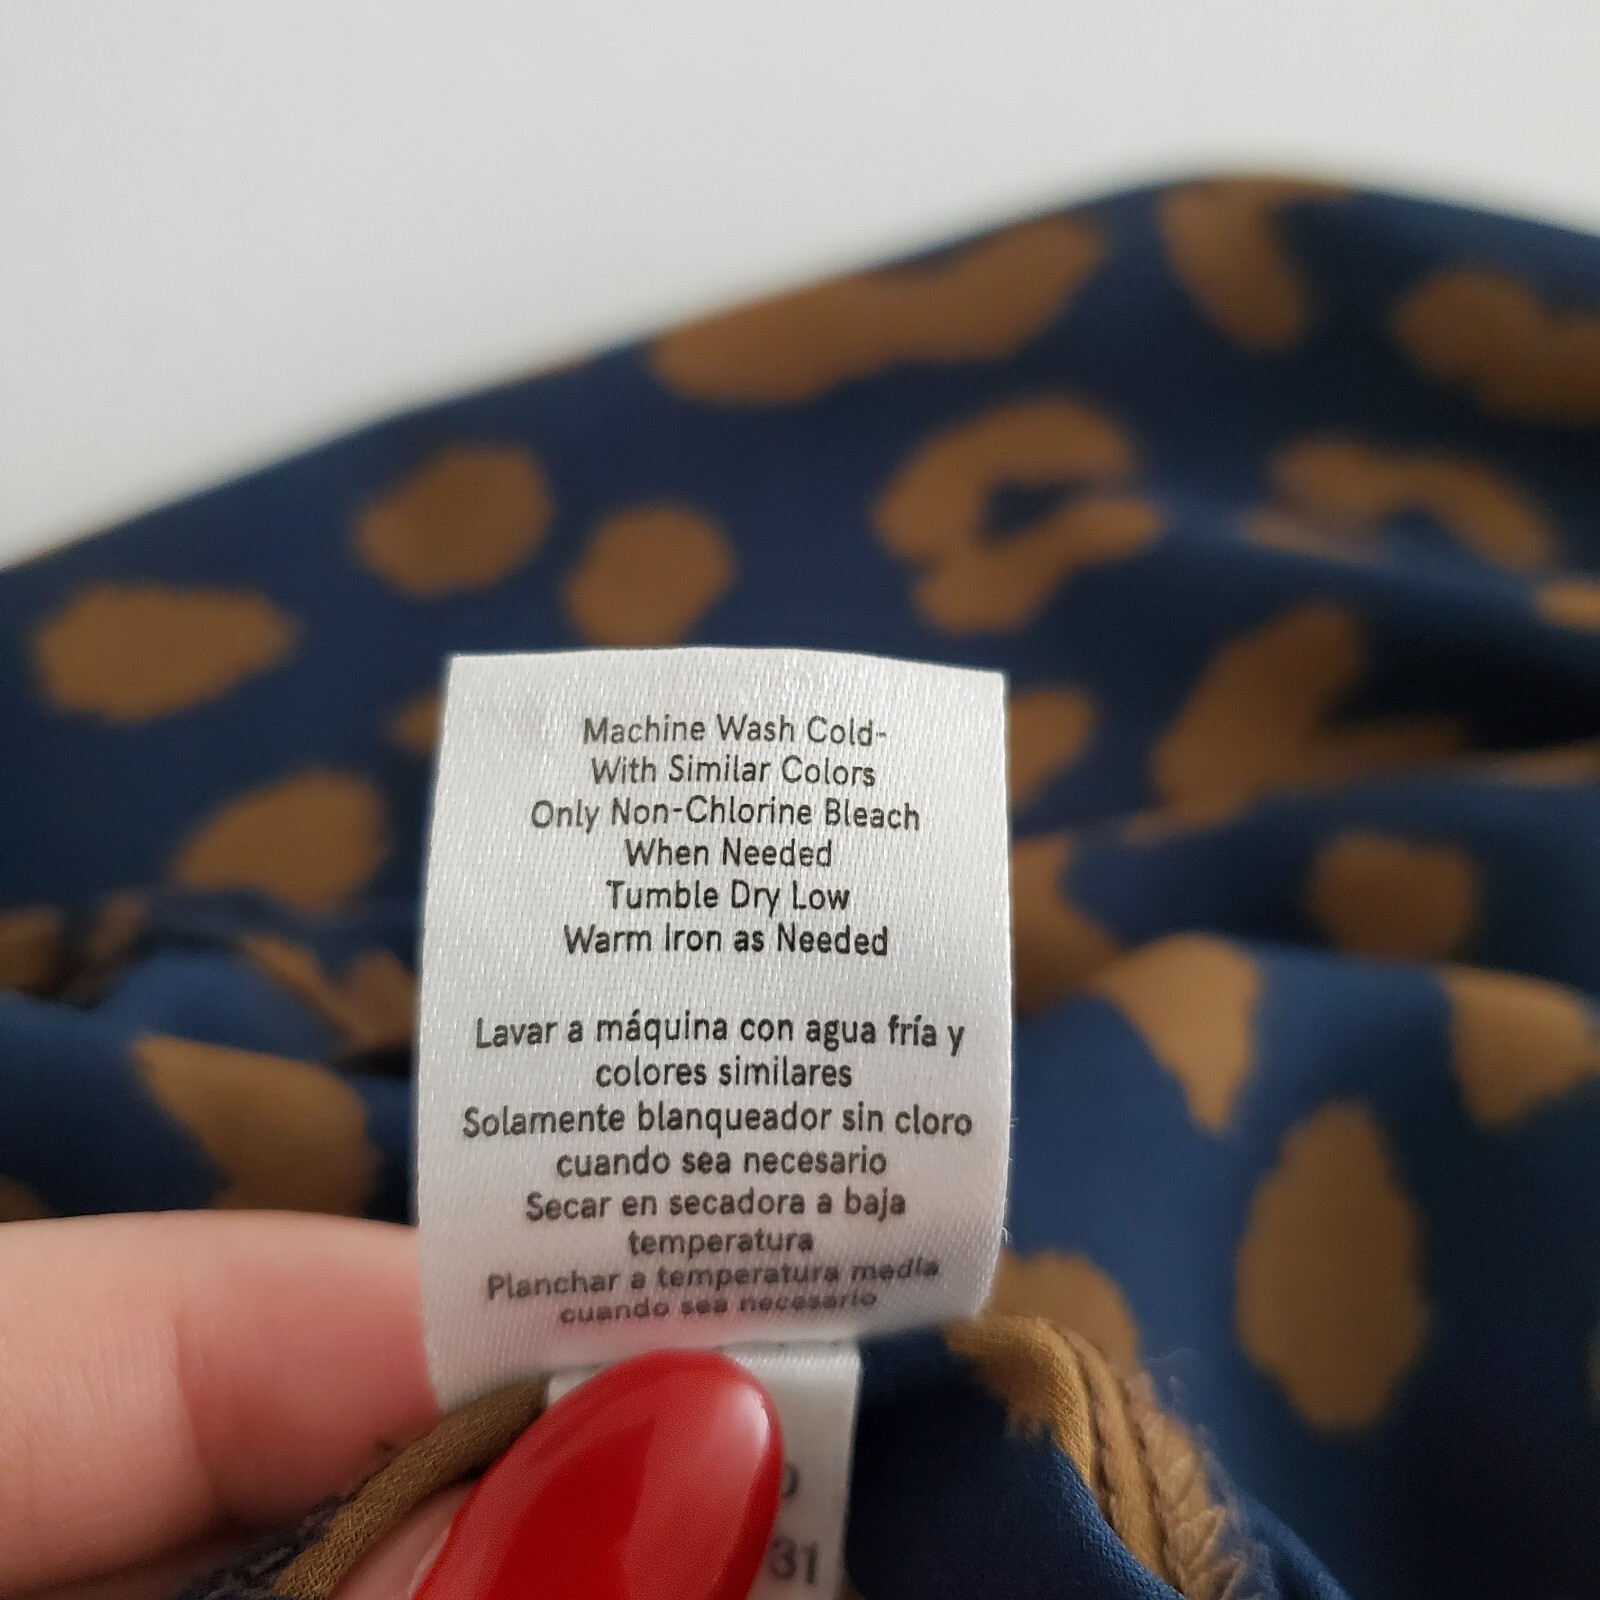 Machine Wash Cold-
With Similar Colors
Only Non-Chlorine Bleach
When Needed
Tumble Dry Low
Warm Iron as Needed
Lavar a máquina con agua fría y
colores similares
Solamente blanqueador sin cloro
cuando sea necesario
Secar en secadora a baja
temperatura
Planchar a temperatura media
cuando sea necesario
31